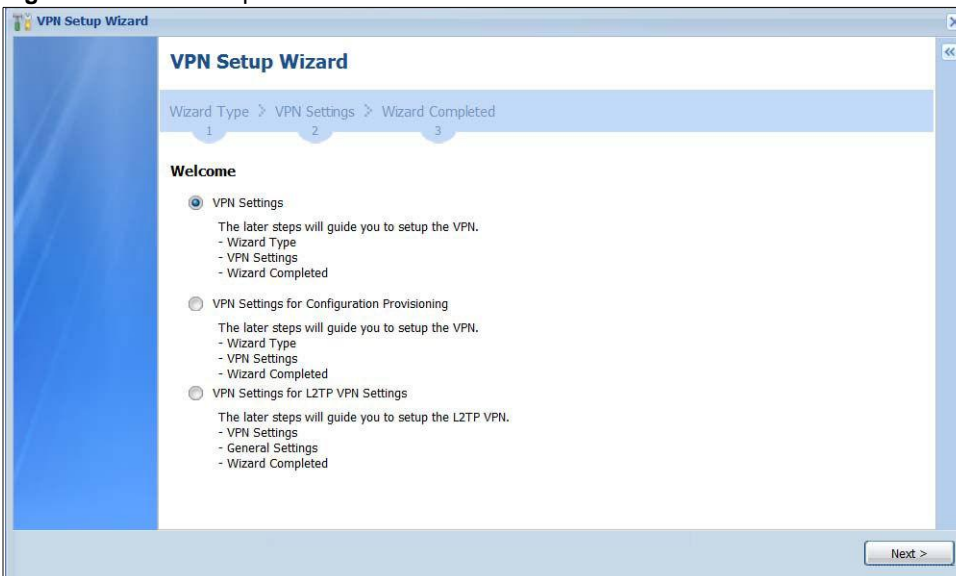 VPN Setup Wizard
VPN Setup Wizard
Wizard Type > VPN Settings > Wizard Completed
1 2 3
Welcome
VPN Settings
The later steps will guide you to setup the VPN.
- Wizard Type
- VPN Settings
- Wizard Completed
VPN Settings for Configuration Provisioning
The later steps will guide you to setup the VPN.
- Wizard Type
- VPN Settings
- Wizard Completed
VPN Settings for L2TP VPN Settings
The later steps will guide you to setup the L2TP VPN.
- VPN Settings
- General Settings
- Wizard Completed
Next >